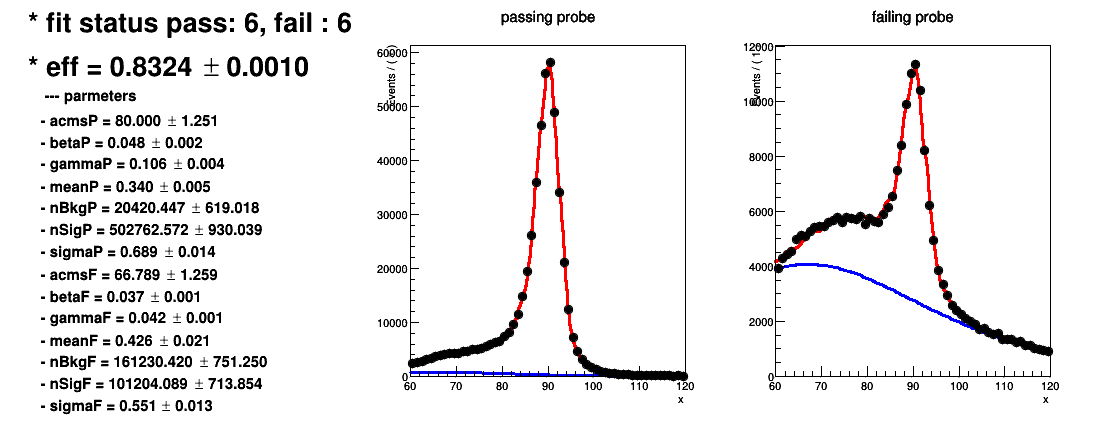 * fit status pass: 6, fail : 6
* eff = 0.8324 ± 0.0010
--- parmeters
- acmsP = 80.000 ± 1.251
- betaP = 0.048 ± 0.002
- gammaP = 0.106 ± 0.004
- meanP = 0.340 ± 0.005
- nBkgP = 20420.447 ± 619.018
- nSigP = 502762.572 ± 930.039
- sigmaP = 0.689 ± 0.014
- acmsF = 66.789 ± 1.259
- betaF = 0.037 ± 0.001
- gammaF = 0.042 ± 0.001
- meanF = 0.426 ± 0.021
- nBkgF = 161230.420 ± 751.250
- nSigF = 101204.089 ± 713.854
- sigmaF = 0.551 ± 0.013
passing probe
60000
50000
40000
30000
20000
10000
0
60 70 80 90 100 110 120
x
failing probe
12000
10000
8000
6000
4000
2000
0
60 70 80 90 100 110 120
x